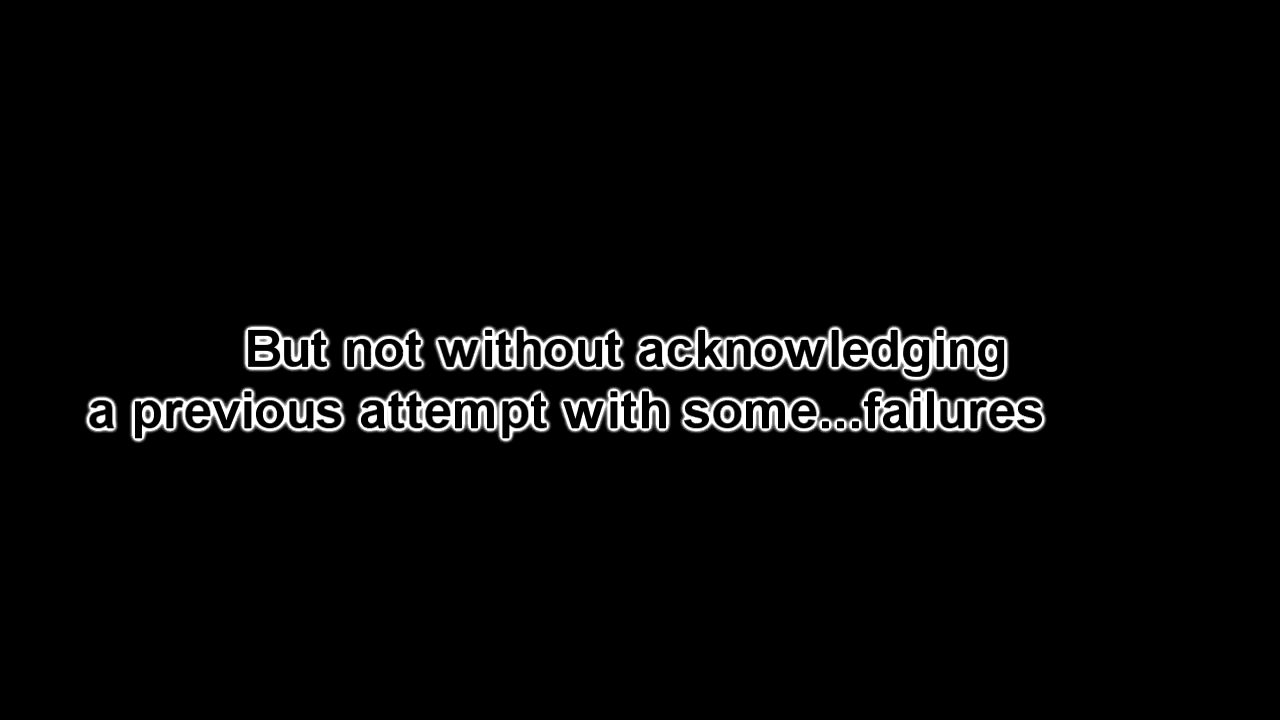 But not without acknowledging
a previous attempt with some...failures